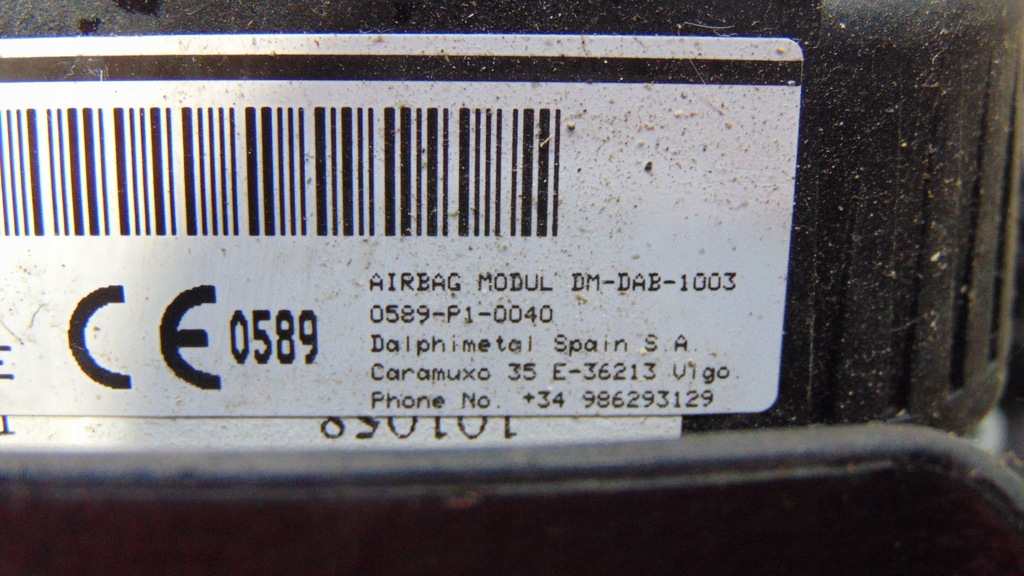 AIRBAG MODUL DM-DAB-1003
0589-P1-0040
Dalphimetal Spain S.A.
Caramuxo 35 E-36213 Vigo.
Phone No. +34 986293129
CE 0589